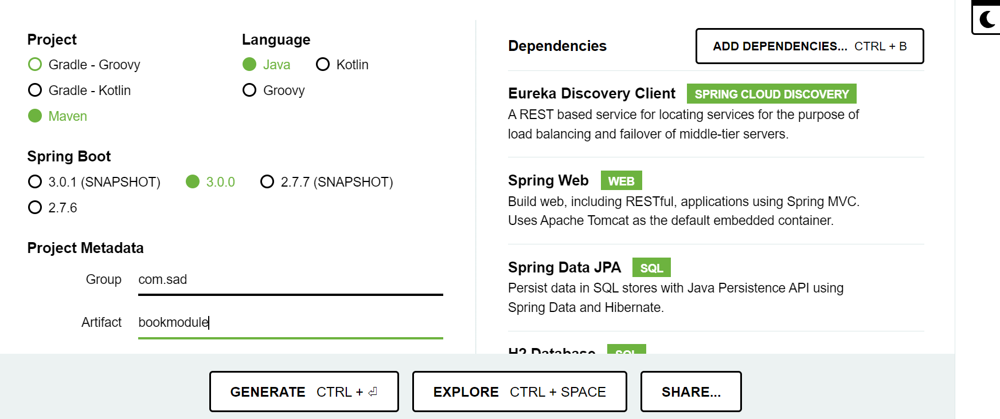 Project
Gradle - Groovy
Gradle - Kotlin
Maven
Language
Java
Kotlin
Groovy
Spring Boot
3.0.1 (SNAPSHOT)
3.0.0
2.7.7 (SNAPSHOT)
2.7.6
Project Metadata
Group com.sad
Artifact bookmodule
Dependencies
ADD DEPENDENCIES... CTRL + B
Eureka Discovery Client SPRING CLOUD DISCOVERY
A REST based service for locating services for the purpose of
load balancing and failover of middle-tier servers.
Spring Web WEB
Build web, including RESTful, applications using Spring MVC.
Uses Apache Tomcat as the default embedded container.
Spring Data JPA SQL
Persist data in SQL stores with Java Persistence API using
Spring Data and Hibernate.
H2 Database SQL
GENERATE CTRL + ⏎
EXPLORE CTRL + SPACE
SHARE...